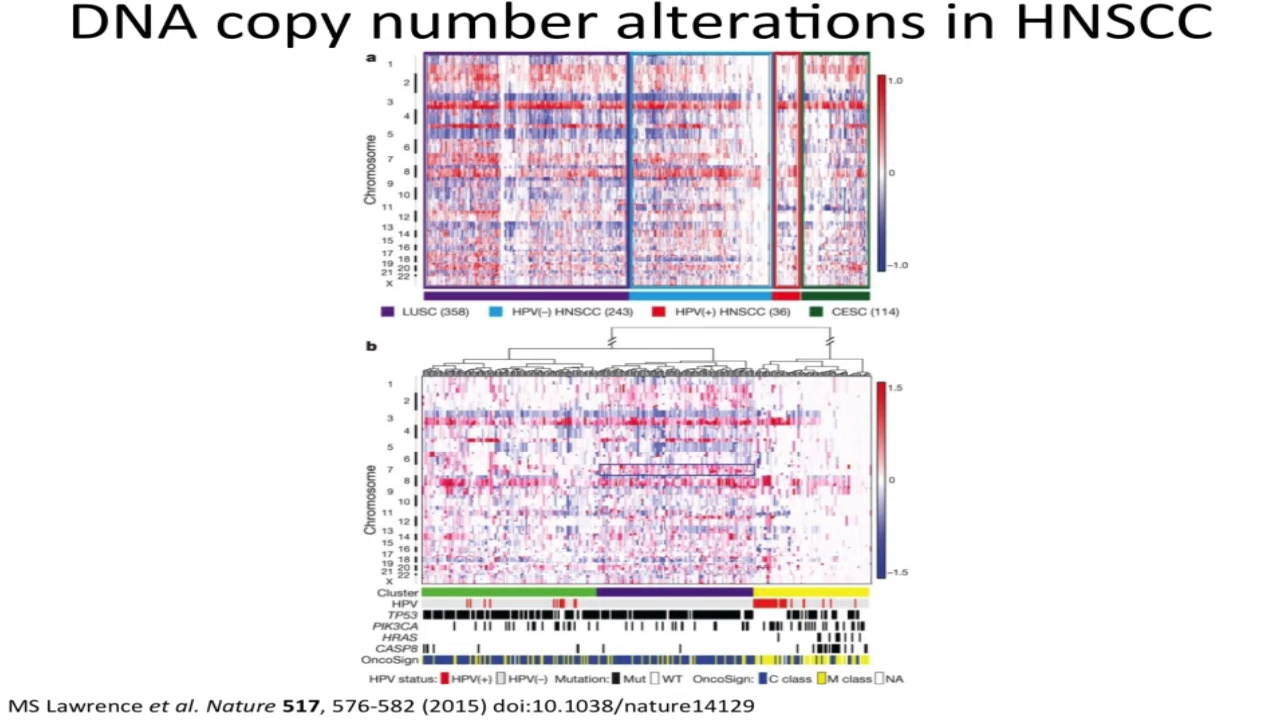 DNA copy number alterations in HNSCC
a
Chromosome
1
2
3
4
5
6
7
8
9
10
11
12
13
14
15
16
17
18
19
20
21
22
X
1.0
0
–1.0
LUSC (358) HPV(–) HNSCC (243) HPV(+) HNSCC (36) CESC (114)
b
Chromosome
1
2
3
4
5
6
7
8
9
10
11
12
13
14
15
16
17
18
19
20
21
22
X
1.5
0
–1.5
Cluster
HPV
TP53
PIK3CA
HRAS
CASP8
OncoSign
HPV status: HPV(+) HPV(–) Mutation: Mut WT OncoSign: C class M class NA
MS Lawrence et al. Nature 517, 576-582 (2015) doi:10.1038/nature14129